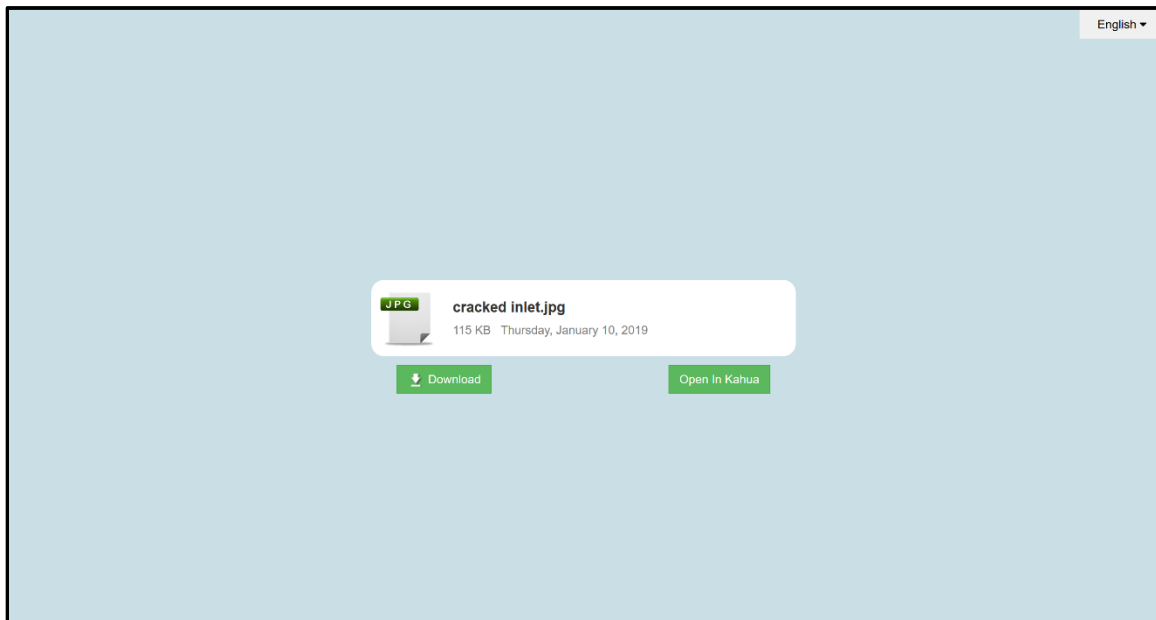 English
JPG
cracked inlet.jpg
115 KB Thursday, January 10, 2019
Download
Open In Kahua